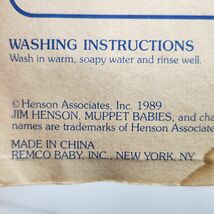 WASHING INSTRUCTIONS
Wash in warm, soapy water and rinse well.
© Henson Associates, Inc. 1989
JIM HENSON, MUPPET BABIES, and cha
names are trademarks of Henson Associat
MADE IN CHINA
REMCO BABY, INC., NEW YORK, NY